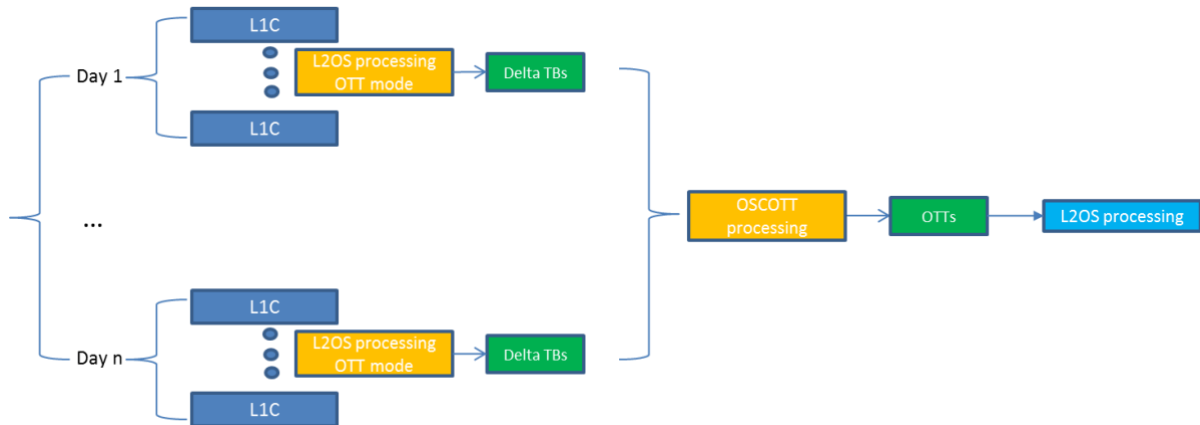 L1C
Day 1
L2OS processing
OTT mode
Delta TBs
L1C
...
OSCOTT
processing
OTTs
L2OS processing
L1C
Day n
L2OS processing
OTT mode
Delta TBs
L1C